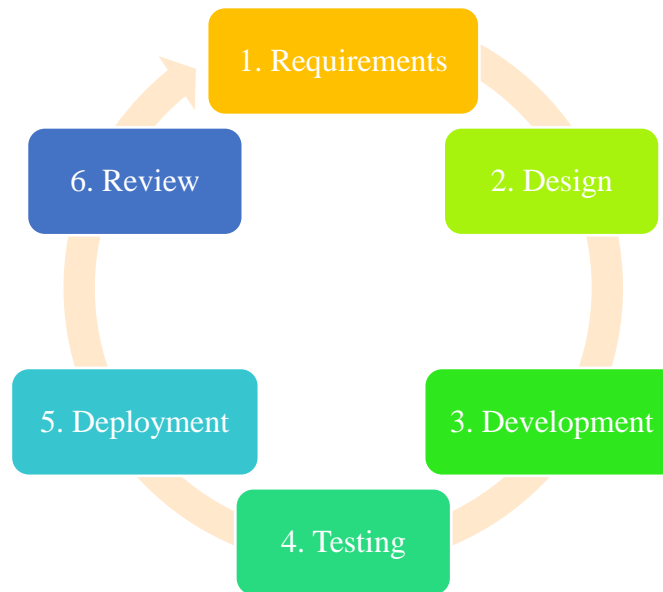 1. Requirements
2. Design
3. Development
4. Testing
5. Deployment
6. Review